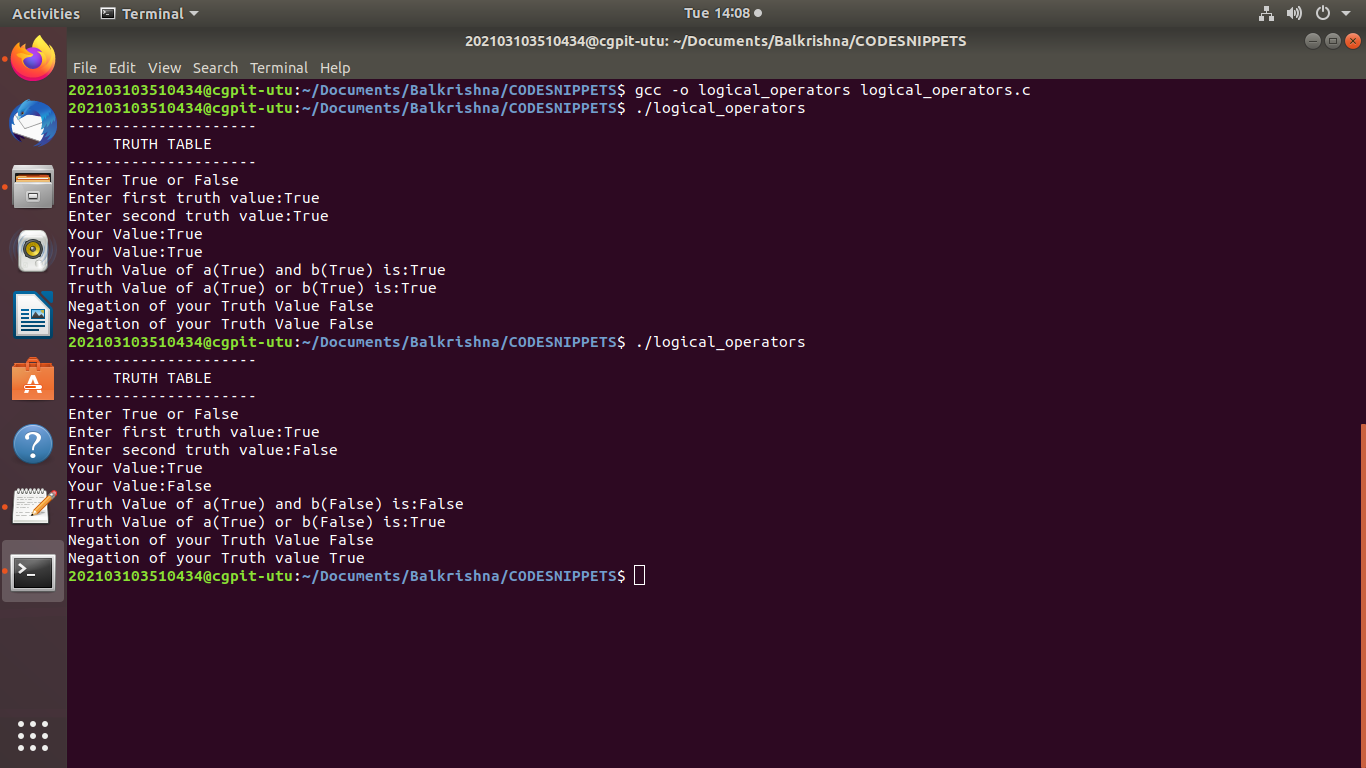 Activities Terminal Tue 14:08
202103103510434@cgpit-utu: ~/Documents/Balkrishna/CODESNIPPETS
File Edit View Search Terminal Help
202103103510434@cgpit-utu:~/Documents/Balkrishna/CODESNIPPETS$ gcc -o logical_operators logical_operators.c
202103103510434@cgpit-utu:~/Documents/Balkrishna/CODESNIPPETS$ ./logical_operators
---------------------
     TRUTH TABLE
---------------------
Enter True or False
Enter first truth value:True
Enter second truth value:True
Your Value:True
Your Value:True
Truth Value of a(True) and b(True) is:True
Truth Value of a(True) or b(True) is:True
Negation of your Truth Value False
Negation of your Truth Value False
202103103510434@cgpit-utu:~/Documents/Balkrishna/CODESNIPPETS$ ./logical_operators
---------------------
     TRUTH TABLE
---------------------
Enter True or False
Enter first truth value:True
Enter second truth value:False
Your Value:True
Your Value:False
Truth Value of a(True) and b(False) is:False
Truth Value of a(True) or b(False) is:True
Negation of your Truth Value False
Negation of your Truth value True
202103103510434@cgpit-utu:~/Documents/Balkrishna/CODESNIPPETS$